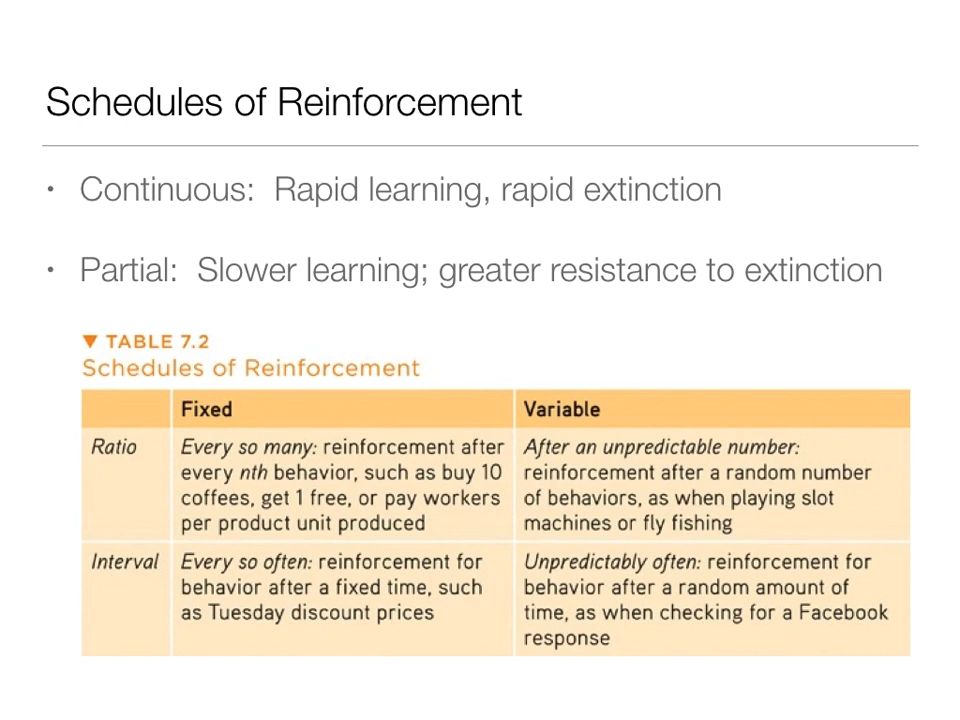 Schedules of Reinforcement
• Continuous:  Rapid learning, rapid extinction
• Partial:  Slower learning; greater resistance to extinction
▼ TABLE 7.2
Schedules of Reinforcement
Fixed
Variable
Ratio
Every so many: reinforcement after
every nth behavior, such as buy 10
coffees, get 1 free, or pay workers
per product unit produced
After an unpredictable number:
reinforcement after a random number
of behaviors, as when playing slot
machines or fly fishing
Interval
Every so often: reinforcement for
behavior after a fixed time, such
as Tuesday discount prices
Unpredictably often: reinforcement for
behavior after a random amount of
time, as when checking for a Facebook
response